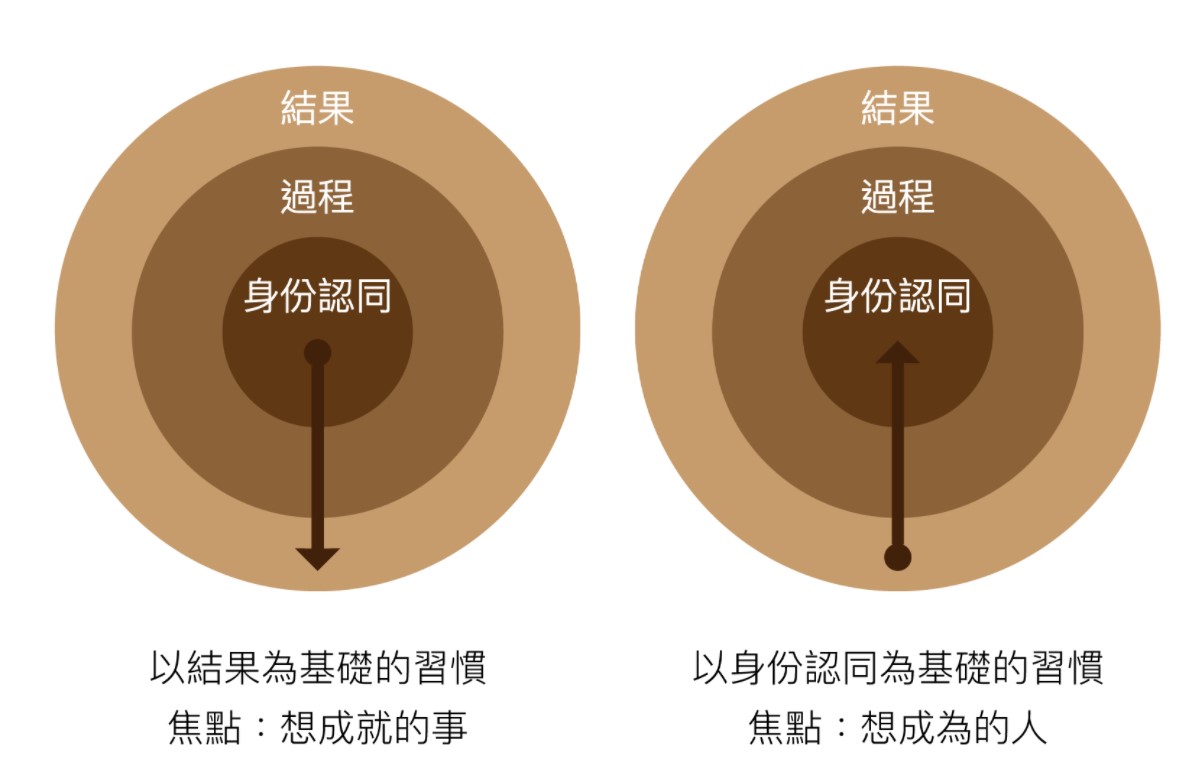 結果
過程
身份認同
以結果為基礎的習慣
焦點：想成就的事
結果
過程
身份認同
以身份認同為基礎的習慣
焦點：想成為的人